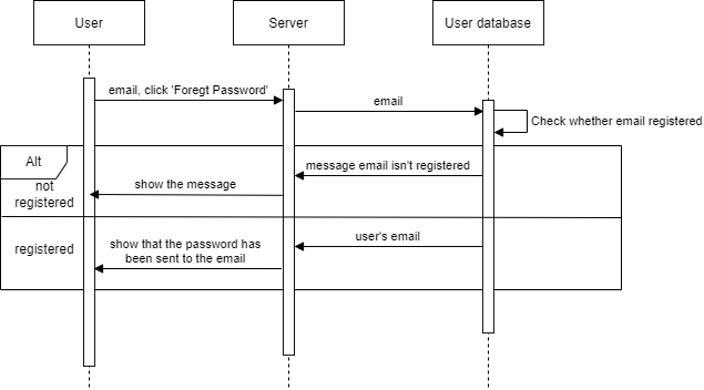 User
Server
User database
email, click 'Foregt Password'
email
Check whether email registered
Alt
message email isn't registered
not
registered
show the message
registered
user's email
show that the password has
been sent to the email